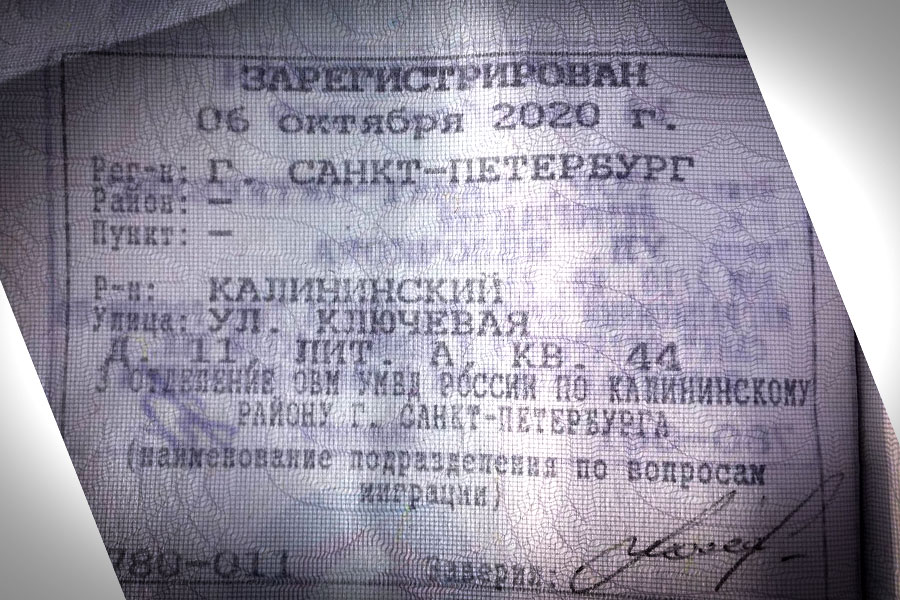 ЗАРЕГИСТРИРОВАН
06 октября 2020 г.
Рег-н: Г. САНКТ-ПЕТЕРБУРГ
Район: —
Пункт: —
Р-н: КАЛИНИНСКИЙ
Улица: УЛ. КЛЮЧЕВАЯ
Д. 11, ЛИТ. А, КВ. 44
3 ОТДЕЛЕНИЕ ОВМ УМВД РОССИИ ПО КАЛИНИНСКОМУ
РАЙОНУ Г. САНКТ-ПЕТЕРБУРГА
(наименование подразделения по вопросам
миграции)
780-011 Заверил: